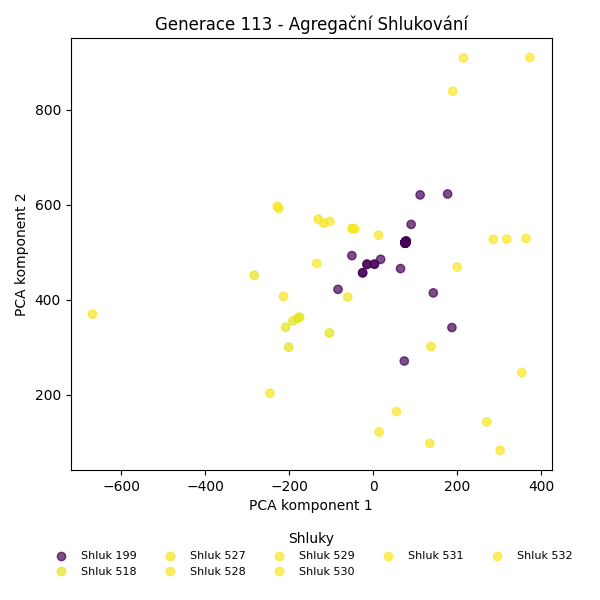 Generace 113 - Agregační Shlukování
PCA komponent 2
800
600
400
200
−600 −400 −200 0 200 400
PCA komponent 1
Shluky
Shluk 199 Shluk 527 Shluk 529 Shluk 531 Shluk 532
Shluk 518 Shluk 528 Shluk 530